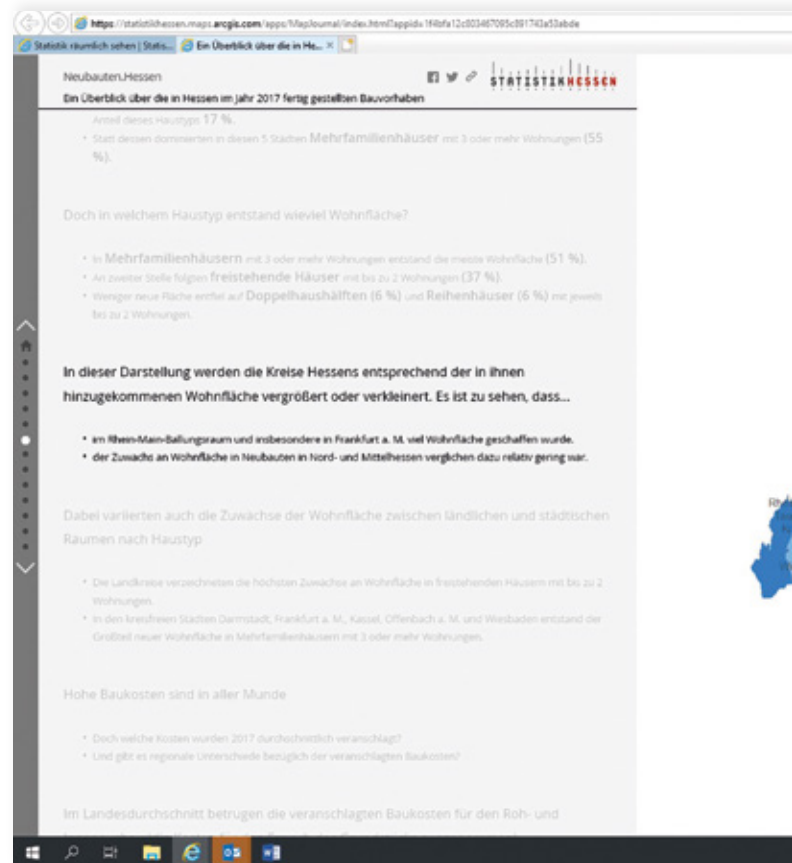 https://statistikhessen.maps.arcgis.com/apps/MapJournal/index.html?appid=
Statistik räumlich sehen | Statis... Ein Überblick über die in He... ×
Neubauten.Hessen
STATISTIKHESSEN
Ein Überblick über die in Hessen im Jahr 2017 fertig gestellten Bauvorhaben
Anteil dieses Haustyps 17 %.
• Statt dessen dominierten in diesen 5 Städten Mehrfamilienhäuser mit 3 oder mehr Wohnungen (55
%).
Doch in welchem Haustyp entstand wieviel Wohnfläche?
• In Mehrfamilienhäusern mit 3 oder mehr Wohnungen entstand die meiste Wohnfläche (51 %).
• An zweiter Stelle folgten freistehende Häuser mit bis zu 2 Wohnungen (37 %).
• Weniger neue Fläche entfiel auf Doppelhaushälften (6 %) und Reihenhäuser (6 %) mit jeweils
bis zu 2 Wohnungen.
In dieser Darstellung werden die Kreise Hessens entsprechend der in ihnen
hinzugekommenen Wohnfläche vergrößert oder verkleinert. Es ist zu sehen, dass...
• im Rhein-Main-Ballungsraum und insbesondere in Frankfurt a. M. viel Wohnfläche geschaffen wurde.
• der Zuwachs an Wohnfläche in Neubauten in Nord- und Mittelhessen verglichen dazu relativ gering war.
Dabei variierten auch die Zuwächse der Wohnfläche zwischen ländlichen und städtischen
Räumen nach Haustyp
• Die Landkreise verzeichneten die höchsten Zuwächse an Wohnfläche in freistehenden Häusern mit bis zu 2
Wohnungen.
• In den kreisfreien Städten Darmstadt, Frankfurt a. M., Kassel, Offenbach a. M. und Wiesbaden entstand der
Großteil neuer Wohnfläche in Mehrfamilienhäusern mit 3 oder mehr Wohnungen.
Hohe Baukosten sind in aller Munde
• Doch welche Kosten wurden 2017 durchschnittlich veranschlagt?
• Und gibt es regionale Unterschiede bezüglich der veranschlagten Baukosten?
Im Landesdurchschnitt betrugen die veranschlagten Baukosten für den Roh- und